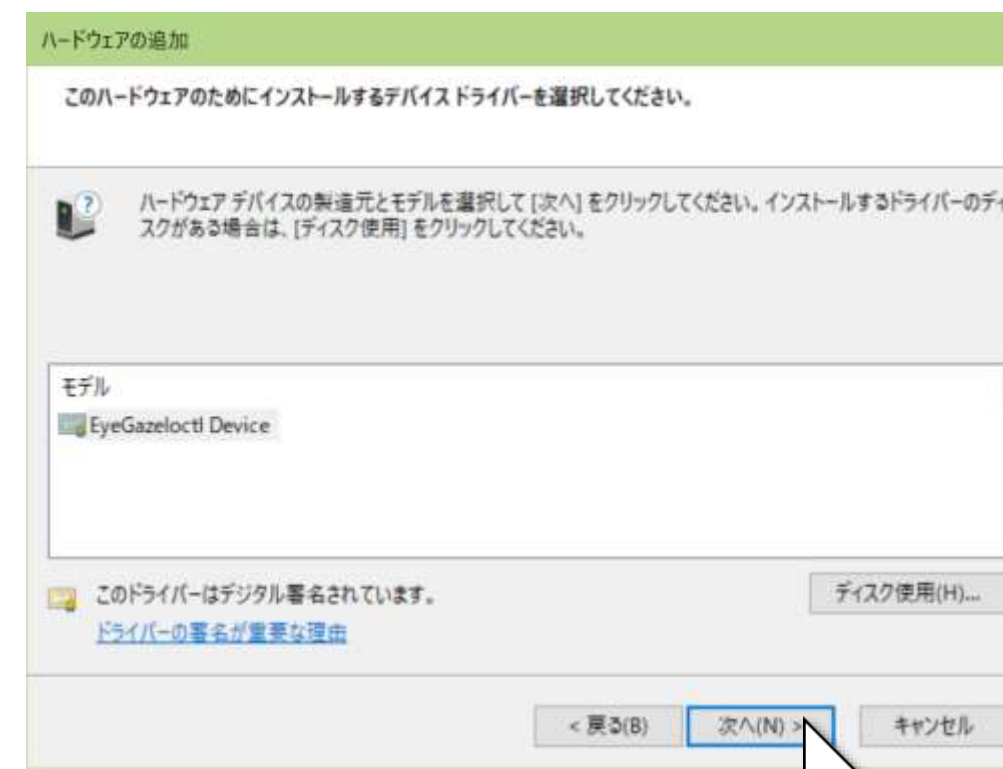 ハードウェアの追加
このハードウェアのためにインストールするデバイス ドライバーを選択してください。
ハードウェア デバイスの製造元とモデルを選択して [次へ] をクリックしてください。インストールするドライバーのディ
スクがある場合は、[ディスク使用] をクリックしてください。
モデル
EyeGazeIoctl Device
このドライバーはデジタル署名されています。
ディスク使用(H)...
ドライバーの署名が重要な理由
< 戻る(B)
次へ(N) >
キャンセル